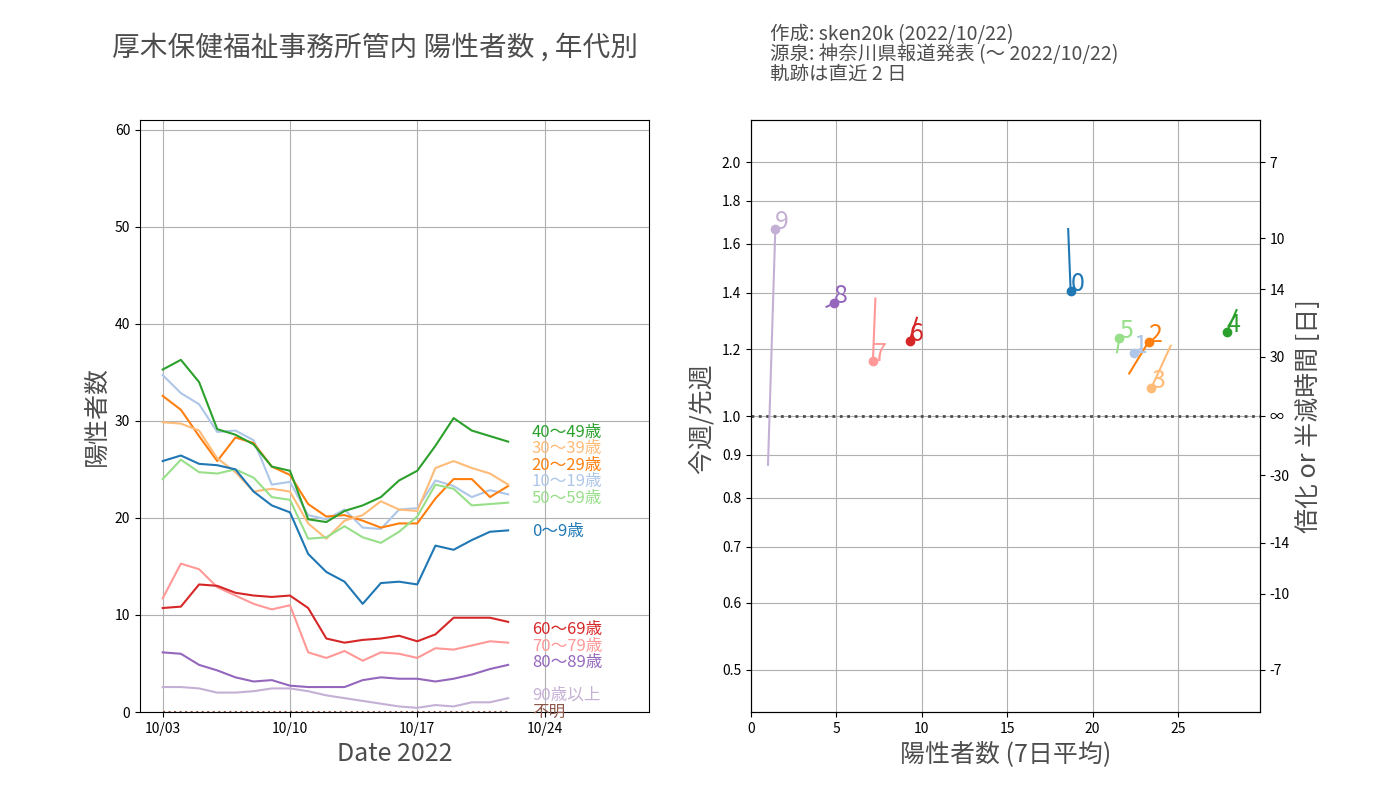 厚木保健福祉事務所管内 陽性者数 , 年代別
作成: sken20k (2022/10/22)
源泉: 神奈川県報道発表 (～ 2022/10/22)
軌跡は直近 2 日
陽性者数
60
50
40
30
20
10
0
10/03
10/10
10/17
10/24
Date 2022
40～49歳
30～39歳
20～29歳
10～19歳
50～59歳
0～9歳
60～69歳
70～79歳
80～89歳
90歳以上
不明
今週/先週
2.0
1.8
1.6
1.4
1.2
1.0
0.9
0.8
0.7
0.6
0.5
9
8
7
6
0
5
1
2
3
4
0
5
10
15
20
25
陽性者数 (7日平均)
7
10
14
30
∞
-30
-14
-10
-7
倍化 or 半減時間 [日]